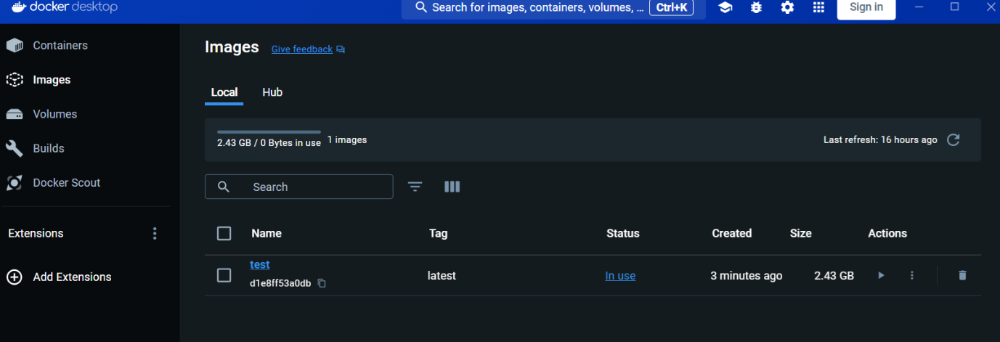 docker desktop
Search for images, containers, volumes, ... Ctrl+K
Sign in
Containers
Images
Volumes
Builds
Docker Scout
Extensions
Add Extensions
Images Give feedback
Local Hub
2.43 GB / 0 Bytes in use 1 images
Last refresh: 16 hours ago
Search
Name Tag Status Created Size Actions
test
d1e8ff53a0db
latest In use 3 minutes ago 2.43 GB